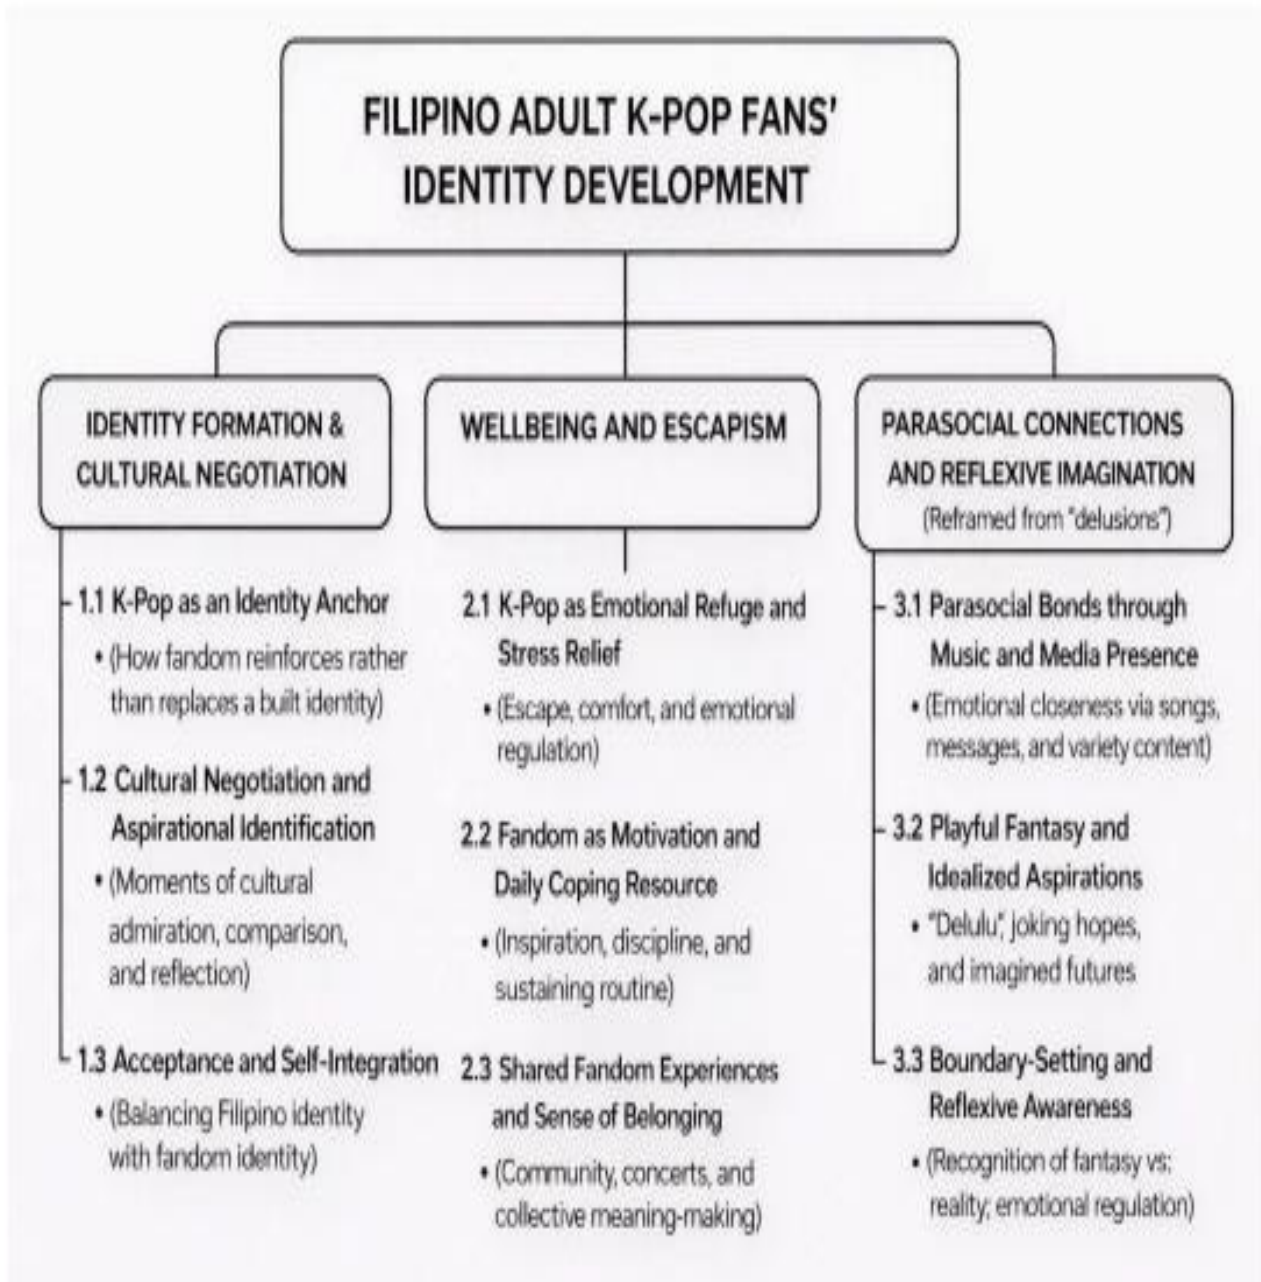 FILIPINO ADULT K-POP FANS'
IDENTITY DEVELOPMENT
IDENTITY FORMATION &
CULTURAL NEGOTIATION
1.1 K-Pop as an Identity Anchor
• (How fandom reinforces rather
than replaces a built identity)
1.2 Cultural Negotiation and
Aspirational Identification
• (Moments of cultural
admiration, comparison,
and reflection)
1.3 Acceptance and Self-Integration
• (Balancing Filipino identity
with fandom identity)
WELLBEING AND ESCAPISM
2.1 K-Pop as Emotional Refuge and
Stress Relief
• (Escape, comfort, and emotional
regulation)
2.2 Fandom as Motivation and
Daily Coping Resource
• (Inspiration, discipline, and
sustaining routine)
2.3 Shared Fandom Experiences
and Sense of Belonging
• (Community, concerts, and
collective meaning-making)
PARASOCIAL CONNECTIONS
AND REFLEXIVE IMAGINATION
(Reframed from "delusions")
3.1 Parasocial Bonds through
Music and Media Presence
• (Emotional closeness via songs,
messages, and variety content)
3.2 Playful Fantasy and
Idealized Aspirations
• "Delulu", joking hopes,
and imagined futures
3.3 Boundary-Setting and
Reflexive Awareness
• (Recognition of fantasy vs:
reality; emotional regulation)